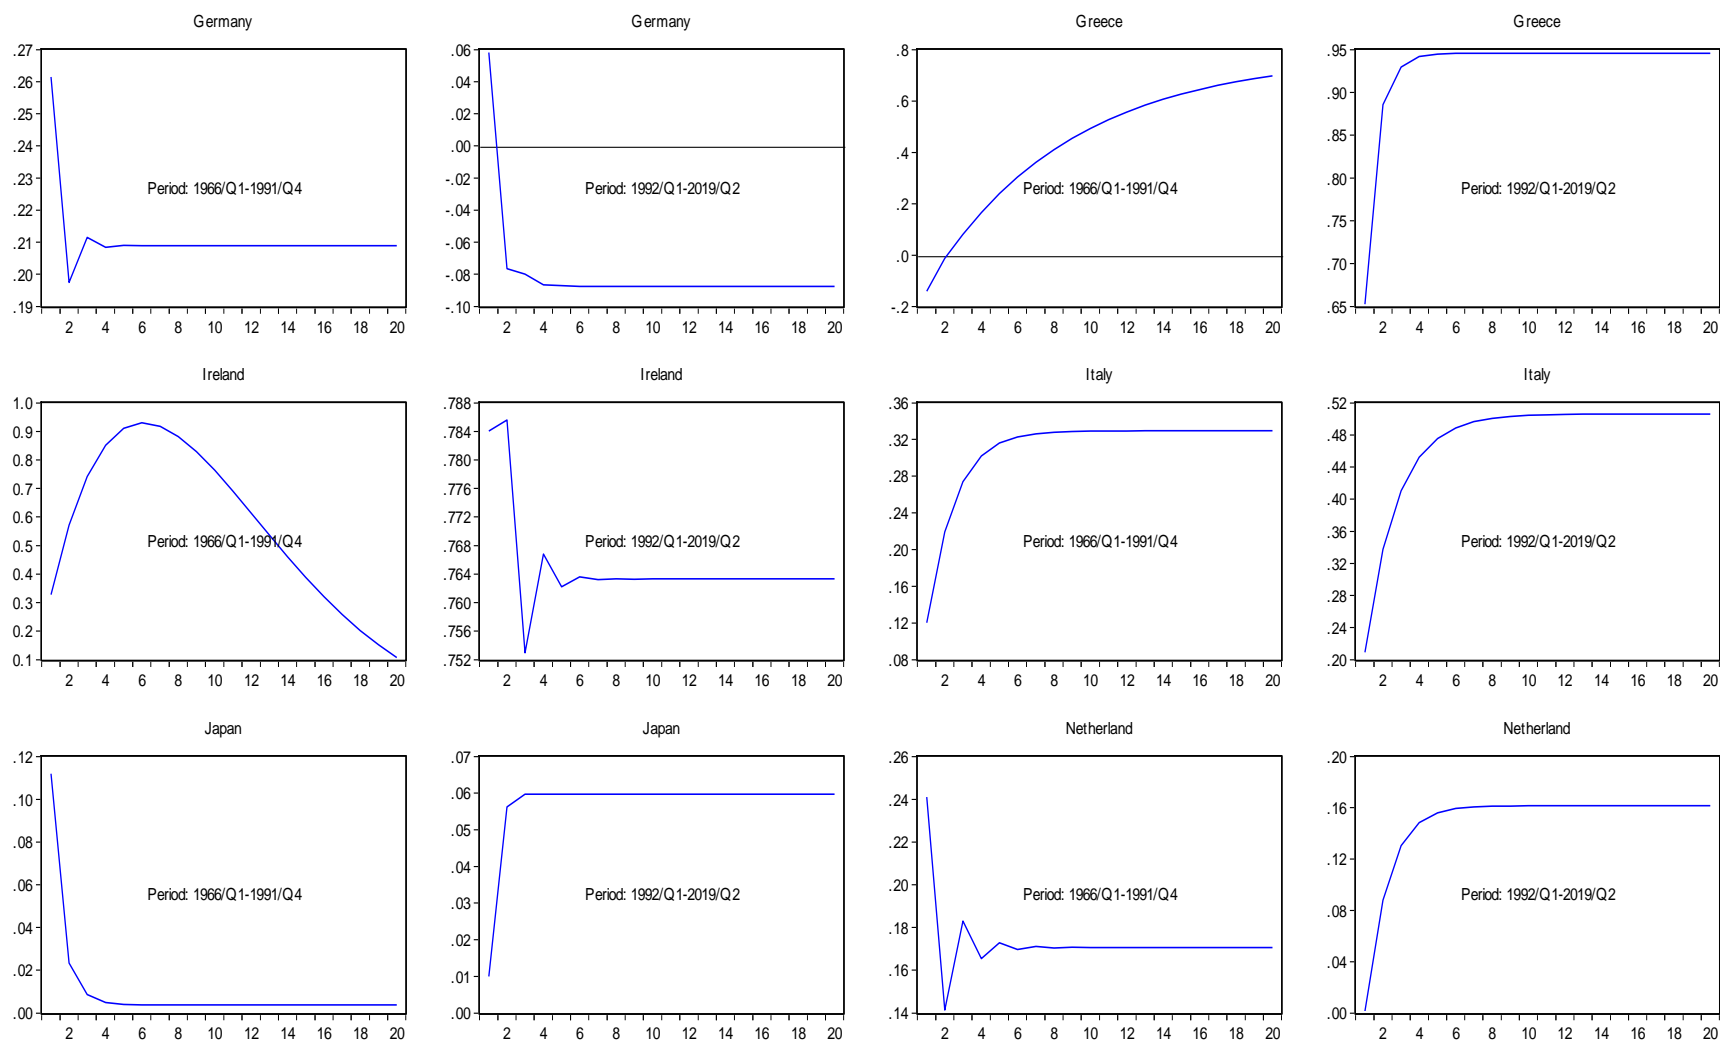 Germany
.27
.26
.25
.24
.23
.22
.21
.20
.19
Period: 1966/Q1-1991/Q4
2 4 6 8 10 12 14 16 18 20
Germany
.06
.04
.02
.00
-.02
-.04
-.06
-.08
-.10
Period: 1992/Q1-2019/Q2
2 4 6 8 10 12 14 16 18 20
Greece
.8
.6
.4
.2
.0
-.2
Period: 1966/Q1-1991/Q4
2 4 6 8 10 12 14 16 18 20
Greece
.95
.90
.85
.80
.75
.70
.65
Period: 1992/Q1-2019/Q2
2 4 6 8 10 12 14 16 18 20
Ireland
1.0
0.9
0.8
0.7
0.6
0.5
0.4
0.3
0.2
0.1
Period: 1966/Q1-1991/Q4
2 4 6 8 10 12 14 16 18 20
Ireland
.788
.784
.780
.776
.772
.768
.764
.760
.756
.752
Period: 1992/Q1-2019/Q2
2 4 6 8 10 12 14 16 18 20
Italy
.36
.32
.28
.24
.20
.16
.12
.08
Period: 1966/Q1-1991/Q4
2 4 6 8 10 12 14 16 18 20
Italy
.52
.48
.44
.40
.36
.32
.28
.24
.20
Period: 1992/Q1-2019/Q2
2 4 6 8 10 12 14 16 18 20
Japan
.12
.10
.08
.06
.04
.02
.00
Period: 1966/Q1-1991/Q4
2 4 6 8 10 12 14 16 18 20
Japan
.07
.06
.05
.04
.03
.02
.01
.00
Period: 1992/Q1-2019/Q2
2 4 6 8 10 12 14 16 18 20
Netherland
.26
.24
.22
.20
.18
.16
.14
Period: 1966/Q1-1991/Q4
2 4 6 8 10 12 14 16 18 20
Netherland
.20
.16
.12
.08
.04
.00
Period: 1992/Q1-2019/Q2
2 4 6 8 10 12 14 16 18 20